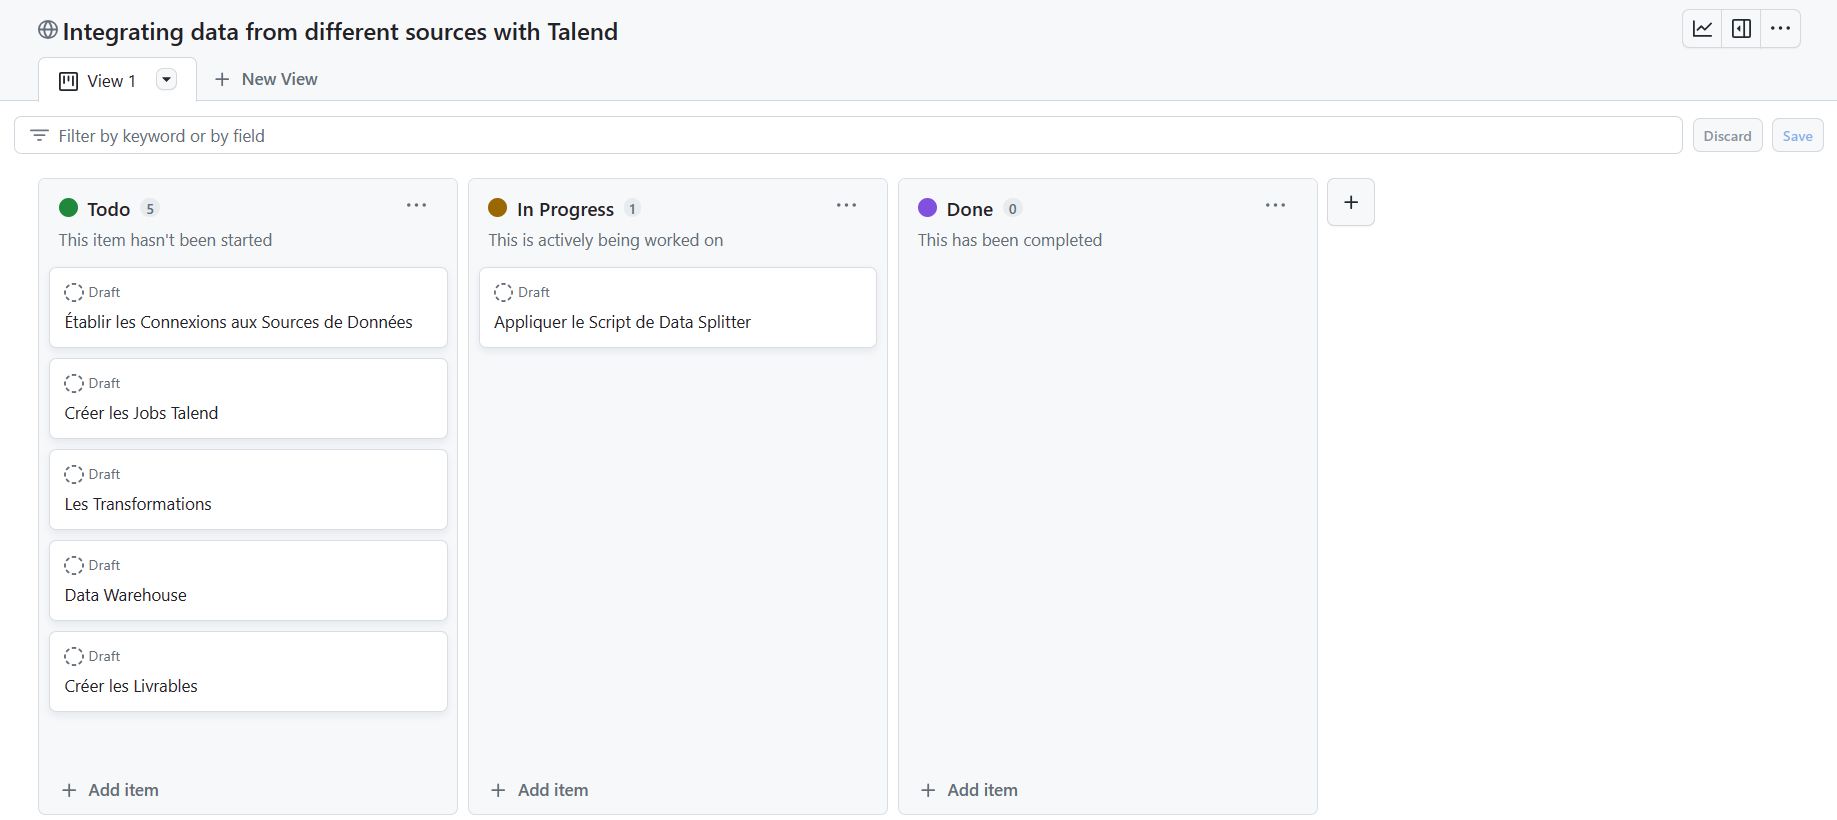 Integrating data from different sources with Talend
View 1
New View
Filter by keyword or by field
Discard
Save
Todo 5
This item hasn't been started
Draft
Établir les Connexions aux Sources de Données
Draft
Créer les Jobs Talend
Draft
Les Transformations
Draft
Data Warehouse
Draft
Créer les Livrables
+ Add item
In Progress 1
This is actively being worked on
Draft
Appliquer le Script de Data Splitter
+ Add item
Done 0
This has been completed
+ Add item